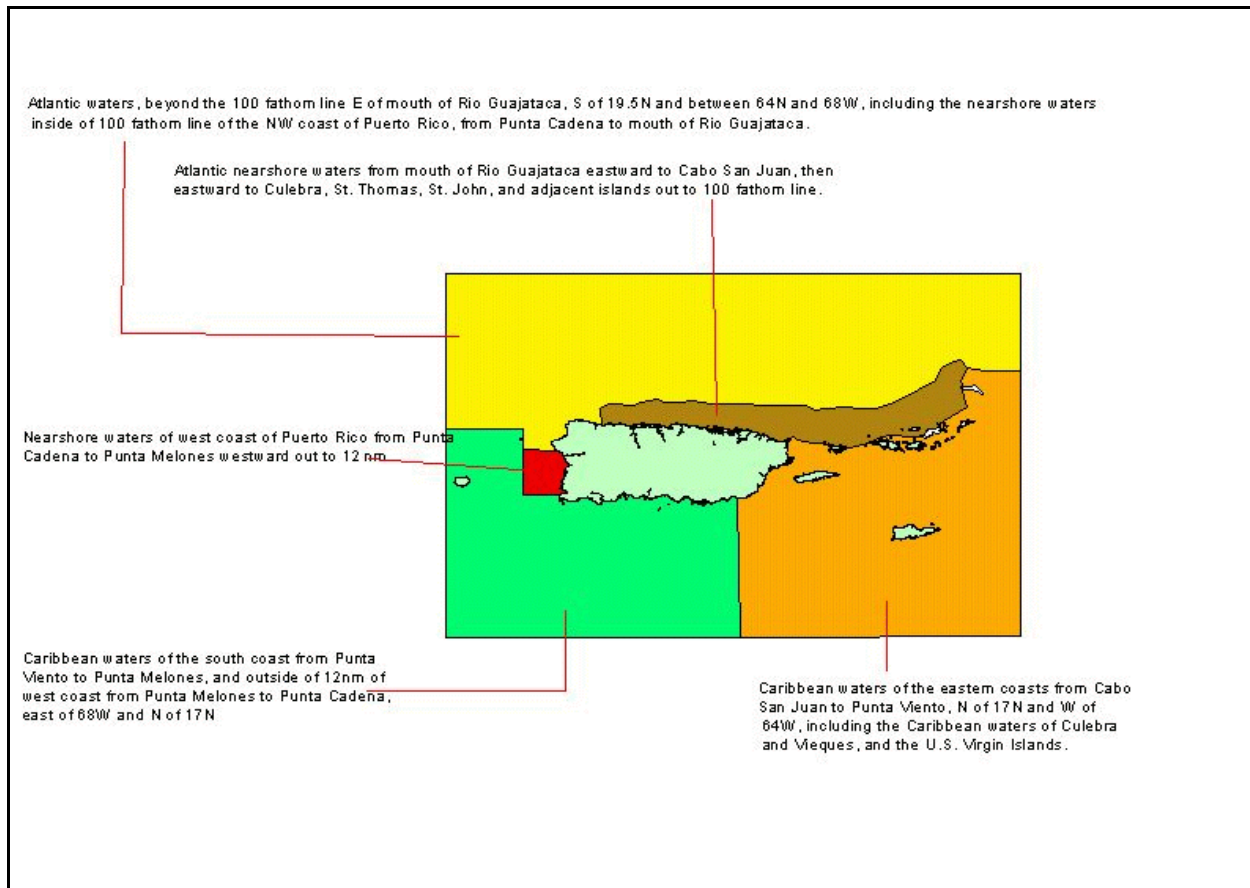 Atlantic waters, beyond the 100 fathom line E of mouth of Rio Guajataca, S of 19.5N and between 64N and 68W, including the nearshore waters
inside of 100 fathom line of the NW coast of Puerto Rico, from Punta Cadena to mouth of Rio Guajataca.
Atlantic nearshore waters from mouth of Rio Guajataca eastward to Cabo San Juan, then
eastward to Culebra, St. Thomas, St. John, and adjacent islands out to 100 fathom line.
Nearshore waters of west coast of Puerto Rico from Punta
Cadena to Punta Melones westward out to 12 nm
Caribbean waters of the south coast from Punta
Viento to Punta Melones, and outside of 12nm of
west coast from Punta Melones to Punta Cadena,
east of 68W and N of 17N
Caribbean waters of the eastern coasts from Cabo
San Juan to Punta Viento, N of 17N and W of
64W, including the Caribbean waters of Culebra
and Vieques, and the U.S. Virgin Islands.